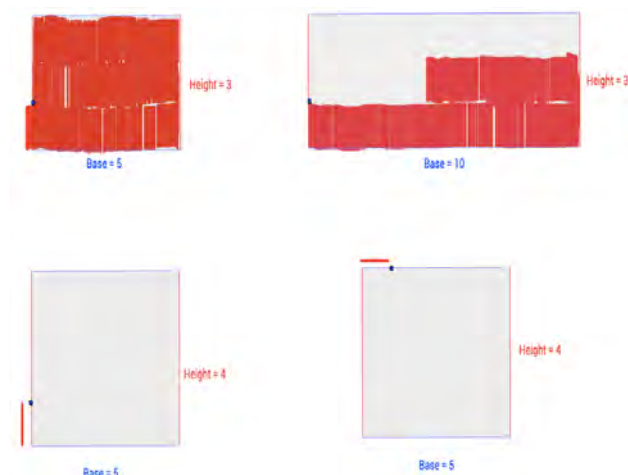 Height = 3
Base = 5
Height = 3
Base = 10
Height = 4
Base = 5
Height = 4
Base = 5